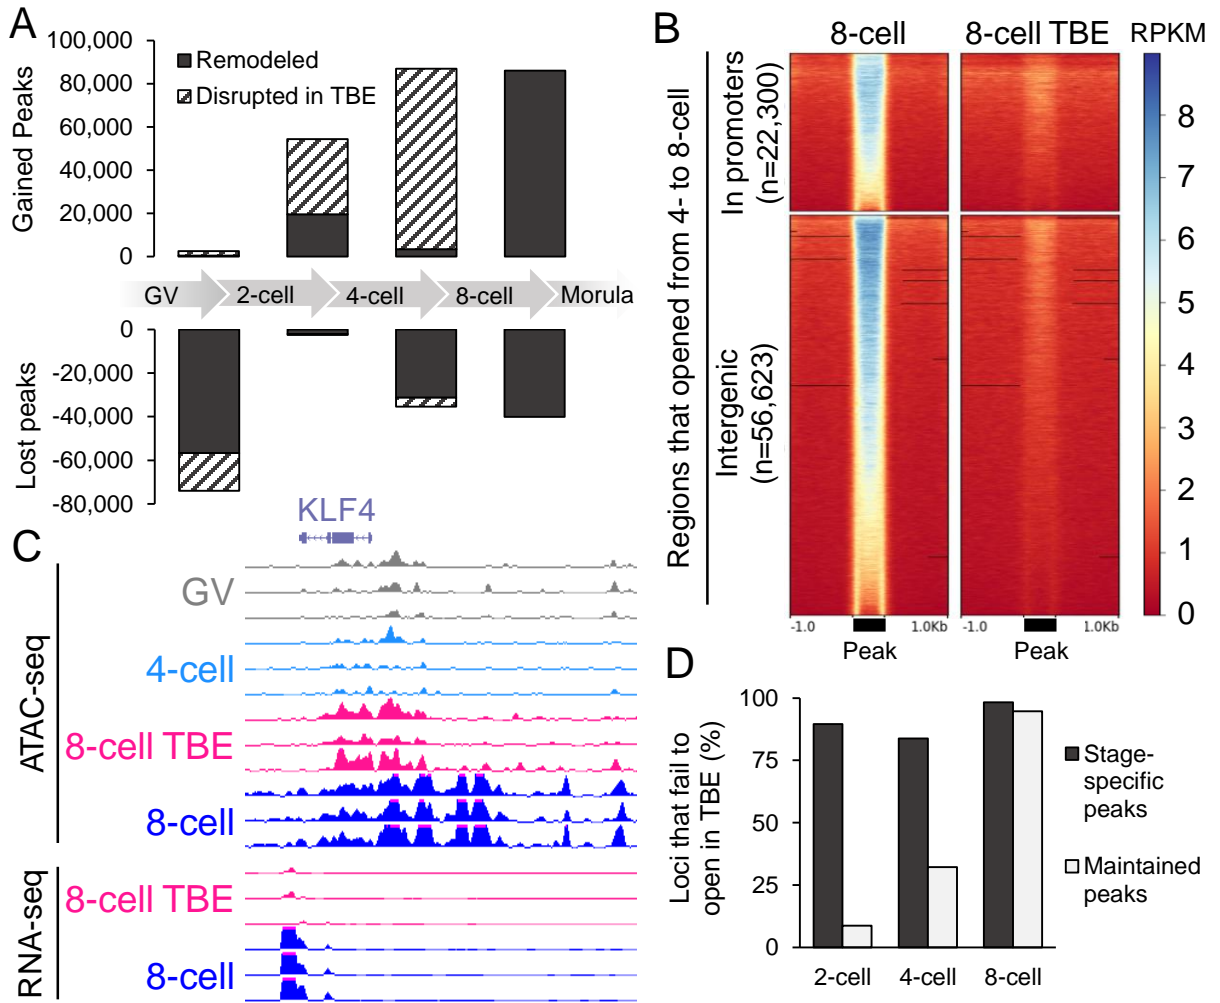 A
100,000
80,000
60,000
40,000
20,000
0
Gained Peaks
Remodeled
Disrupted in TBE
GV
2-cell
4-cell
8-cell
Morula
0
-20,000
-40,000
-60,000
-80,000
Lost peaks
B
8-cell
8-cell TBE
RPKM
Regions that opened from 4- to 8-cell
In promoters
(n=22,300)
Intergenic
(n=56,623)
8
7
6
5
4
3
2
1
0
-1.0
1.0Kb
-1.0
1.0Kb
Peak
Peak
C
KLF4
ATAC-seq
GV
4-cell
8-cell TBE
8-cell
RNA-seq
8-cell TBE
8-cell
D
100
75
50
25
0
Loci that fail to
open in TBE (%)
2-cell
4-cell
8-cell
Stage-
specific
peaks
Maintained
peaks